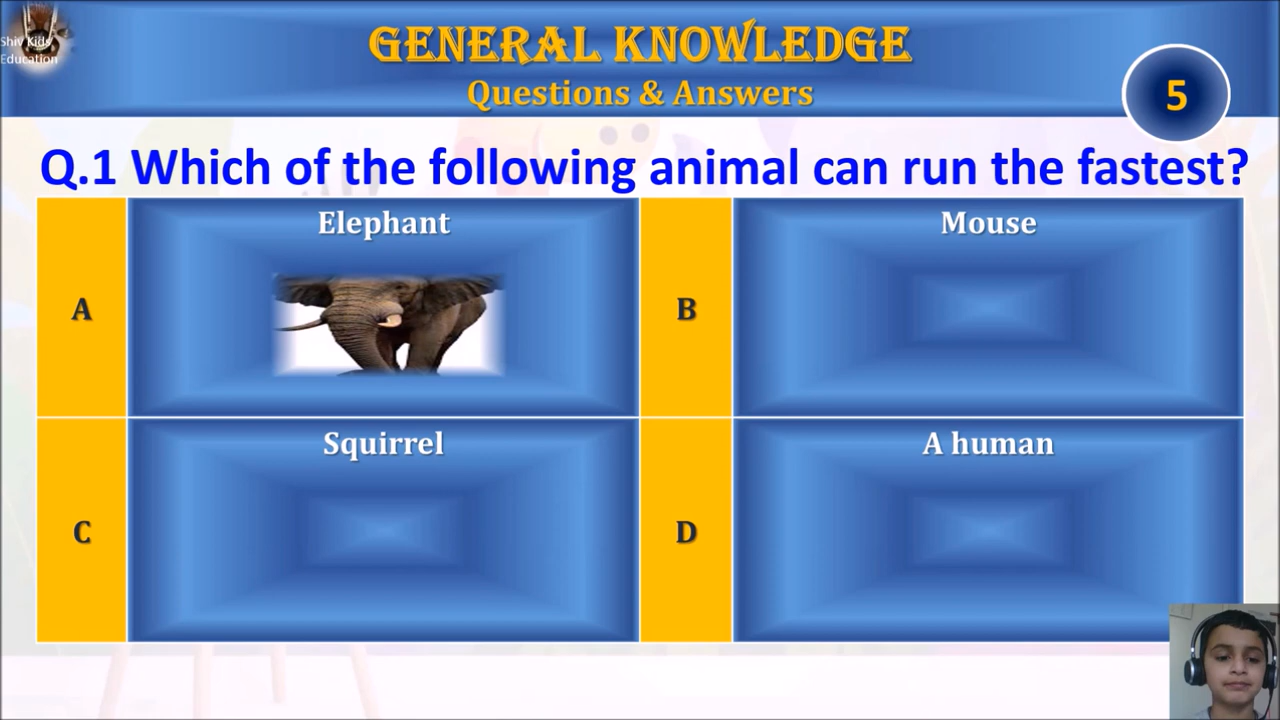 Shiv Kids
Education
GENERAL KNOWLEDGE
Questions & Answers
5
Q.1 Which of the following animal can run the fastest?
A
Elephant
B
Mouse
C
Squirrel
D
A human